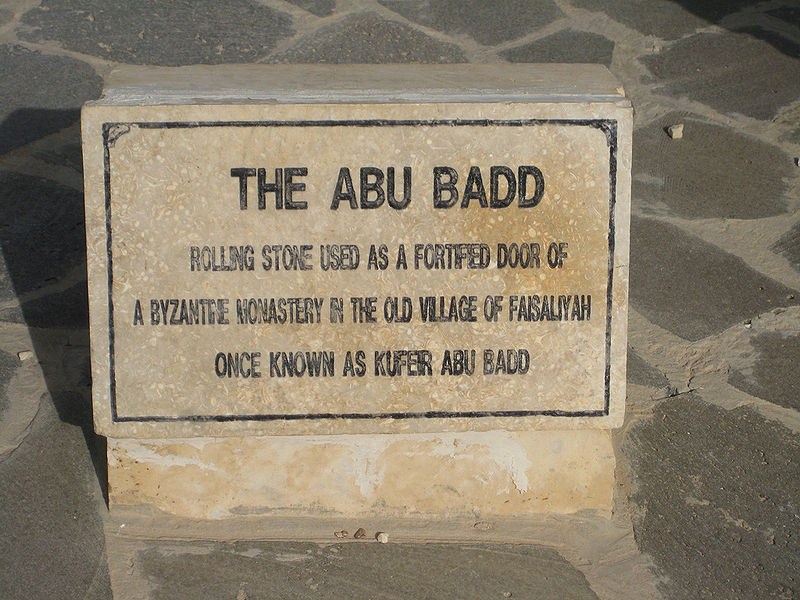 THE ABU BADD
ROLLING STONE USED AS A FORTIFIED DOOR OF
A BYZANTINE MONASTERY IN THE OLD VILLAGE OF FAISALIYAH
ONCE KNOWN AS KUFEIR ABU BADD